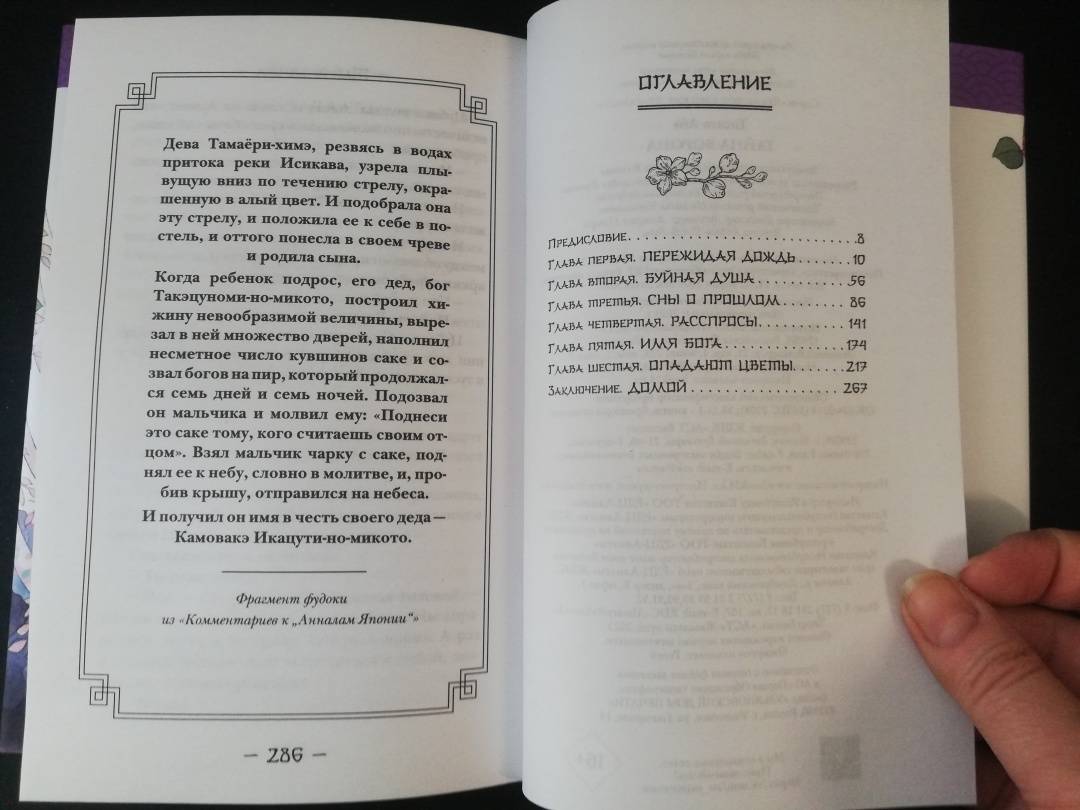 Дева Тамаёри-химэ, резвясь в водах
притока реки Исикава, узрела плы-
вущую вниз по течению стрелу, окра-
шенную в алый цвет. И подобрала она
эту стрелу, и положила ее к себе в по-
стель, и оттого понесла в своем чреве
и родила сына.
Когда ребенок подрос, его дед, бог
Такэцуноми-но-микото, построил хи-
жину невообразимой величины, выре-
зал в ней множество дверей, наполнил
несметное число кувшинов саке и со-
звал богов на пир, который продолжал-
ся семь дней и семь ночей. Подозвал
он мальчика и молвил ему: «Поднеси
это саке тому, кого считаешь своим от-
цом». Взял мальчик чарку с саке, под-
нял ее к небу, словно в молитве, и, про-
бив крышу, отправился на небеса.
И получил он имя в честь своего деда—
Камовакэ Икацути-но-микото.
Фрагмент фудоки
из «Комментариев к „Анналам Японии“»
— 286 —
ОГЛАВЛЕНИЕ
Предисловие. . . . . . . . . . . . . . . . . . . . . . . 8
Глава первая. ПЕРЕЖИДАЯ ДОЖДЬ . . . . . . 10
Глава вторая. БУЙНАЯ ДУША . . . . . . . . . . . 56
Глава третья. СНЫ О ПРОШЛОМ. . . . . . . . 86
Глава четвертая. РАССПРОСЫ. . . . . . . . . . 141
Глава пятая. ИМЯ БОГА . . . . . . . . . . . . . . 174
Глава шестая. ОПАДАЮТ ЦВЕТЫ. . . . . . . 217
Заключение. ДОМОЙ . . . . . . . . . . . . . . . . 267